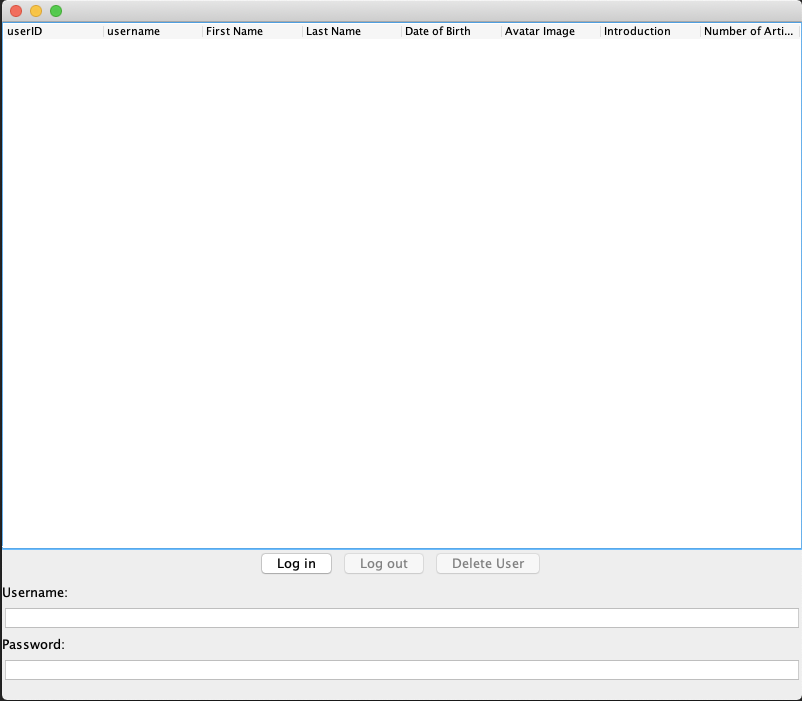 userID username First Name Last Name Date of Birth Avatar Image Introduction Number of Arti...
Log in Log out Delete User
Username:
Password: